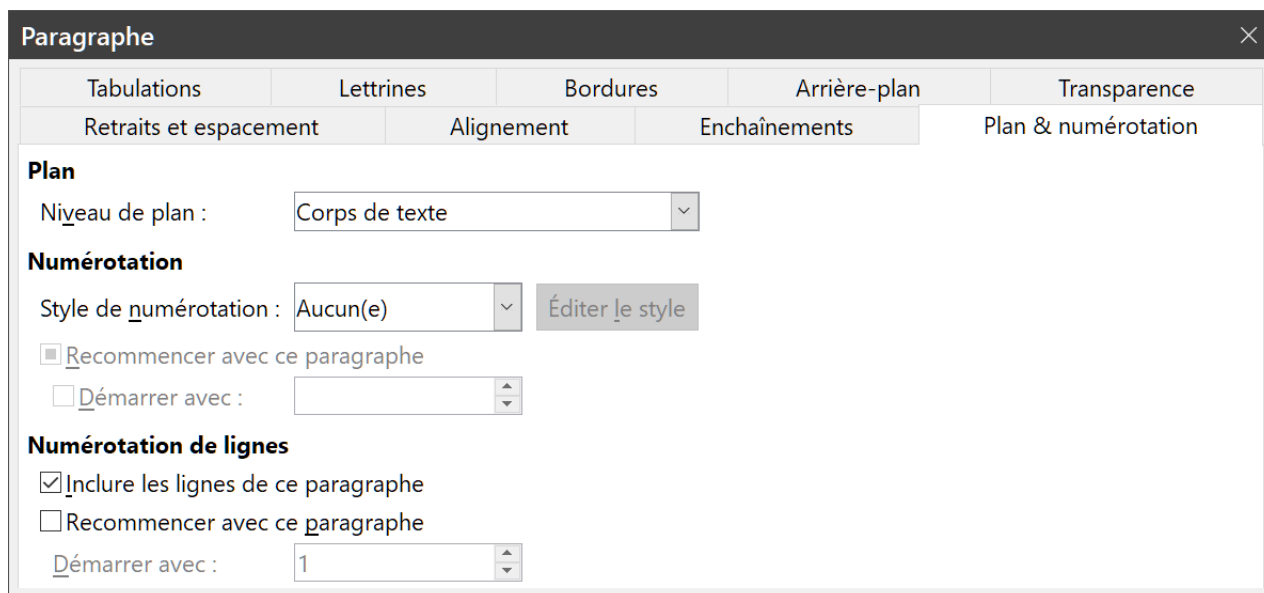 Paragraphe
Tabulations Lettrines Bordures Arrière-plan Transparence
Retraits et espacement Alignement Enchaînements Plan & numérotation
Plan
Niveau de plan : Corps de texte
Numérotation
Style de numérotation : Aucun(e) Éditer le style
Recommencer avec ce paragraphe
Démarrer avec :
Numérotation de lignes
Inclure les lignes de ce paragraphe
Recommencer avec ce paragraphe
Démarrer avec : 1